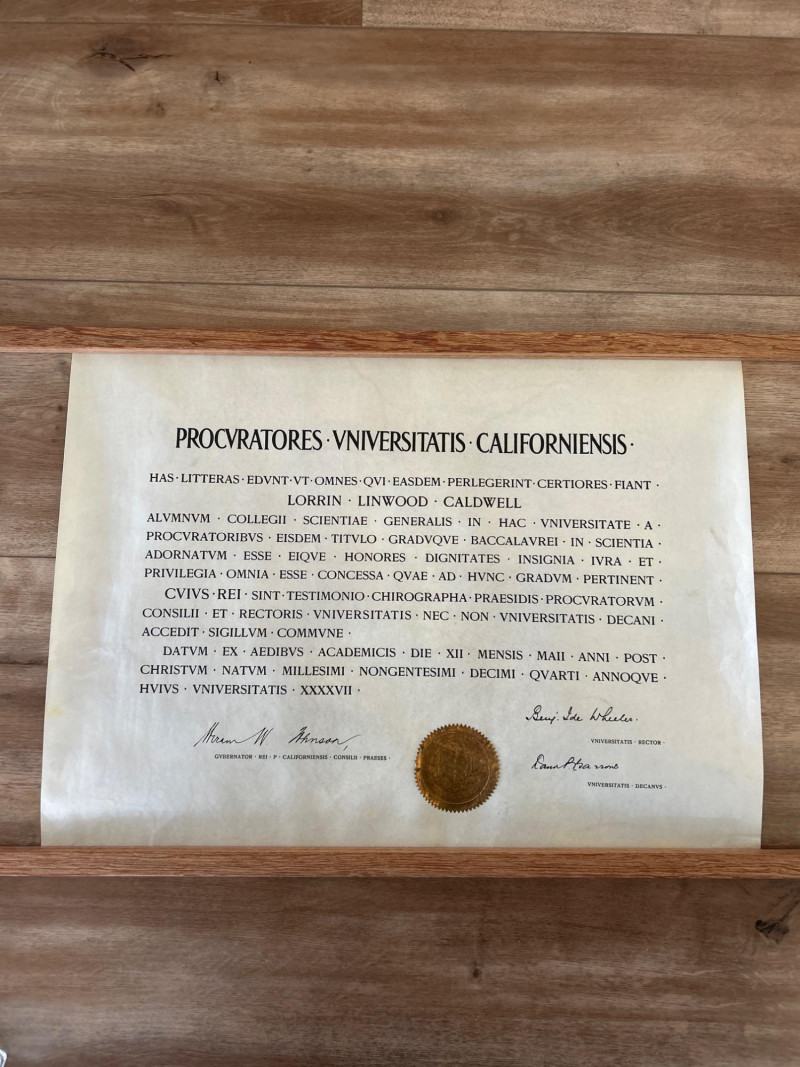 PROCVRATORES · VNIVERSITATIS · CALIFORNIENSIS ·
HAS · LITTERAS · EDVNT · VT · OMNES · QVI · EASDEM · PERLEGERINT · CERTIORES · FIANT ·
LORRIN · LINWOOD · CALDWELL
ALVMNVM · COLLEGII · SCIENTIAE · GENERALIS · IN · HAC · VNIVERSITATE · A ·
PROCVRATORIBVS · EISDEM · TITVLO · GRADVQVE · BACCALAVREI · IN · SCIENTIA ·
ADORNATVM · ESSE · EIQVE · HONORES · DIGNITATES · INSIGNIA · IVRA · ET ·
PRIVILEGIA · OMNIA · ESSE · CONCESSA · QVAE · AD · HVNC · GRADVM · PERTINENT ·
CVIVS · REI · SINT · TESTIMONIO · CHIROGRAPHA · PRAESIDIS · PROCVRATORVM ·
CONSILII · ET · RECTORIS · VNIVERSITATIS · NEC · NON · VNIVERSITATIS · DECANI ·
ACCEDIT · SIGILLVM · COMMVNE ·
DATVM · EX · AEDIBVS · ACADEMICIS · DIE · XII · MENSIS · MAII · ANNI · POST ·
CHRISTVM · NATVM · MILLESIMI · NONGENTESIMI · DECIMI · QVARTI · ANNOQVE ·
HVIVS · VNIVERSITATIS · XXXXVII ·
Hiram W Johnson,
GVBERNATOR · REI · P · CALIFORNIENSIS · CONSILII · PRAESES ·
Benj. Ide Wheeler.
VNIVERSITATIS · RECTOR ·
VNIVERSITATIS · DECANVS ·